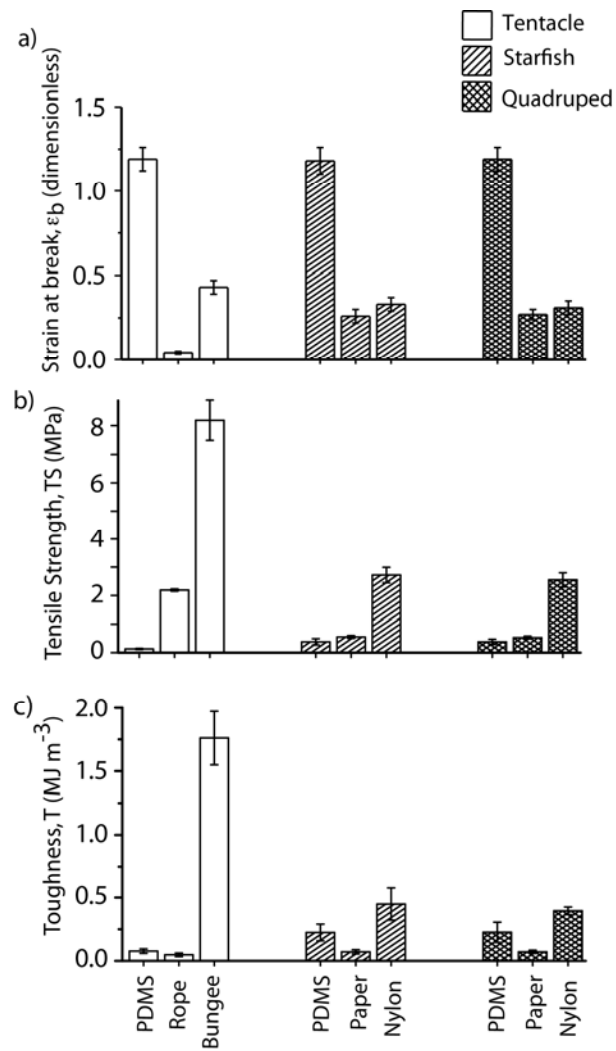 Tentacle
Starfish
Quadruped
a)
Strain at break, εb (dimensionless)
1.5
1.0
0.5
0.0
b)
Tensile Strength, TS (MPa)
8
6
4
2
0
c)
Toughness, T (MJ m-3)
2.0
1.5
1.0
0.5
0.0
PDMS
Rope
Bungee
PDMS
Paper
Nylon
PDMS
Paper
Nylon